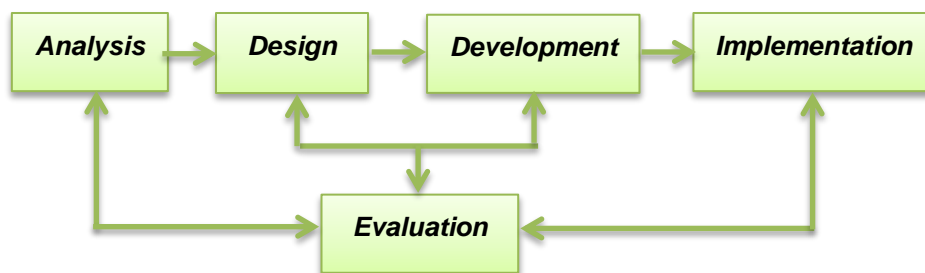 Analysis
Design
Development
Implementation
Evaluation